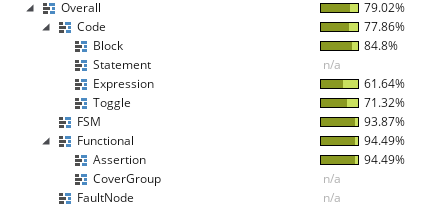 Overall 79.02%
Code 77.86%
Block 84.8%
Statement n/a
Expression 61.64%
Toggle 71.32%
FSM 93.87%
Functional 94.49%
Assertion 94.49%
CoverGroup n/a
FaultNode n/a